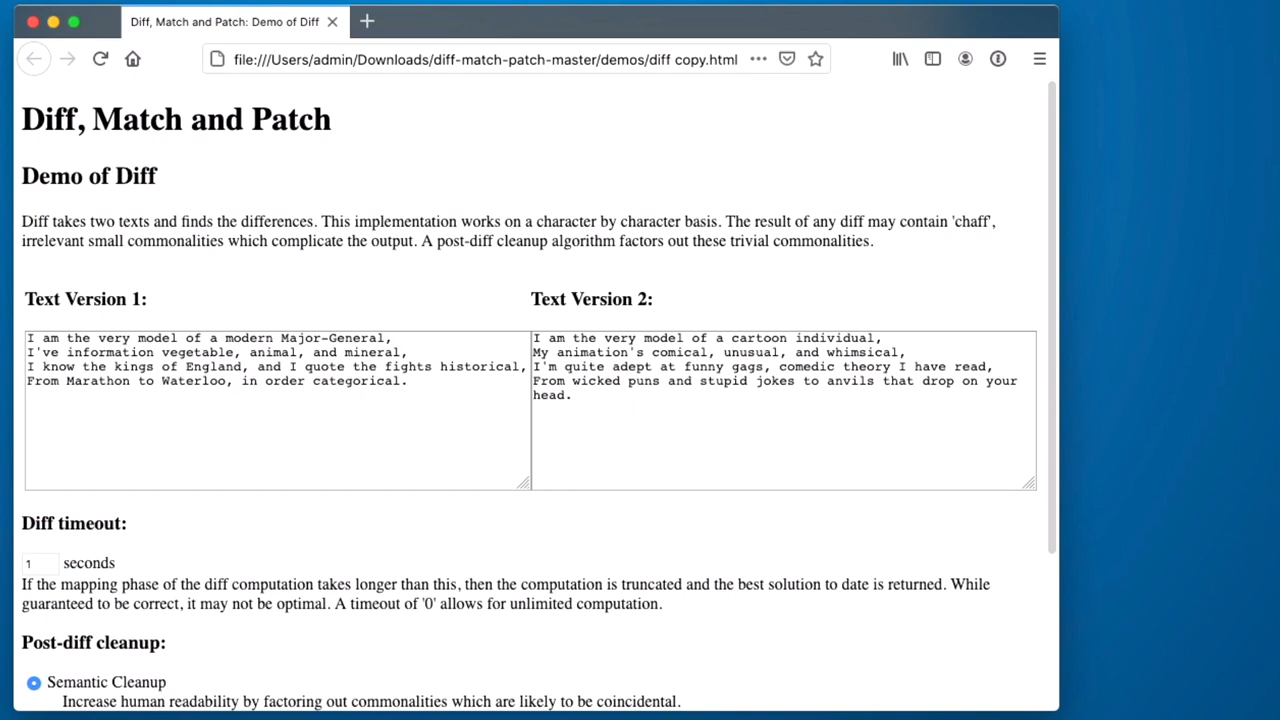 Diff, Match and Patch: Demo of Diff
file:///Users/admin/Downloads/diff-match-patch-master/demos/diff copy.html
Diff, Match and Patch
Demo of Diff
Diff takes two texts and finds the differences. This implementation works on a character by character basis. The result of any diff may contain 'chaff',
irrelevant small commonalities which complicate the output. A post-diff cleanup algorithm factors out these trivial commonalities.
Text Version 1:
I am the very model of a modern Major-General,
I've information vegetable, animal, and mineral,
I know the kings of England, and I quote the fights historical,
From Marathon to Waterloo, in order categorical.
Text Version 2:
I am the very model of a cartoon individual,
My animation's comical, unusual, and whimsical,
I'm quite adept at funny gags, comedic theory I have read,
From wicked puns and stupid jokes to anvils that drop on your
head.
Diff timeout:
1 seconds
If the mapping phase of the diff computation takes longer than this, then the computation is truncated and the best solution to date is returned. While
guaranteed to be correct, it may not be optimal. A timeout of '0' allows for unlimited computation.
Post-diff cleanup:
Semantic Cleanup
Increase human readability by factoring out commonalities which are likely to be coincidental.